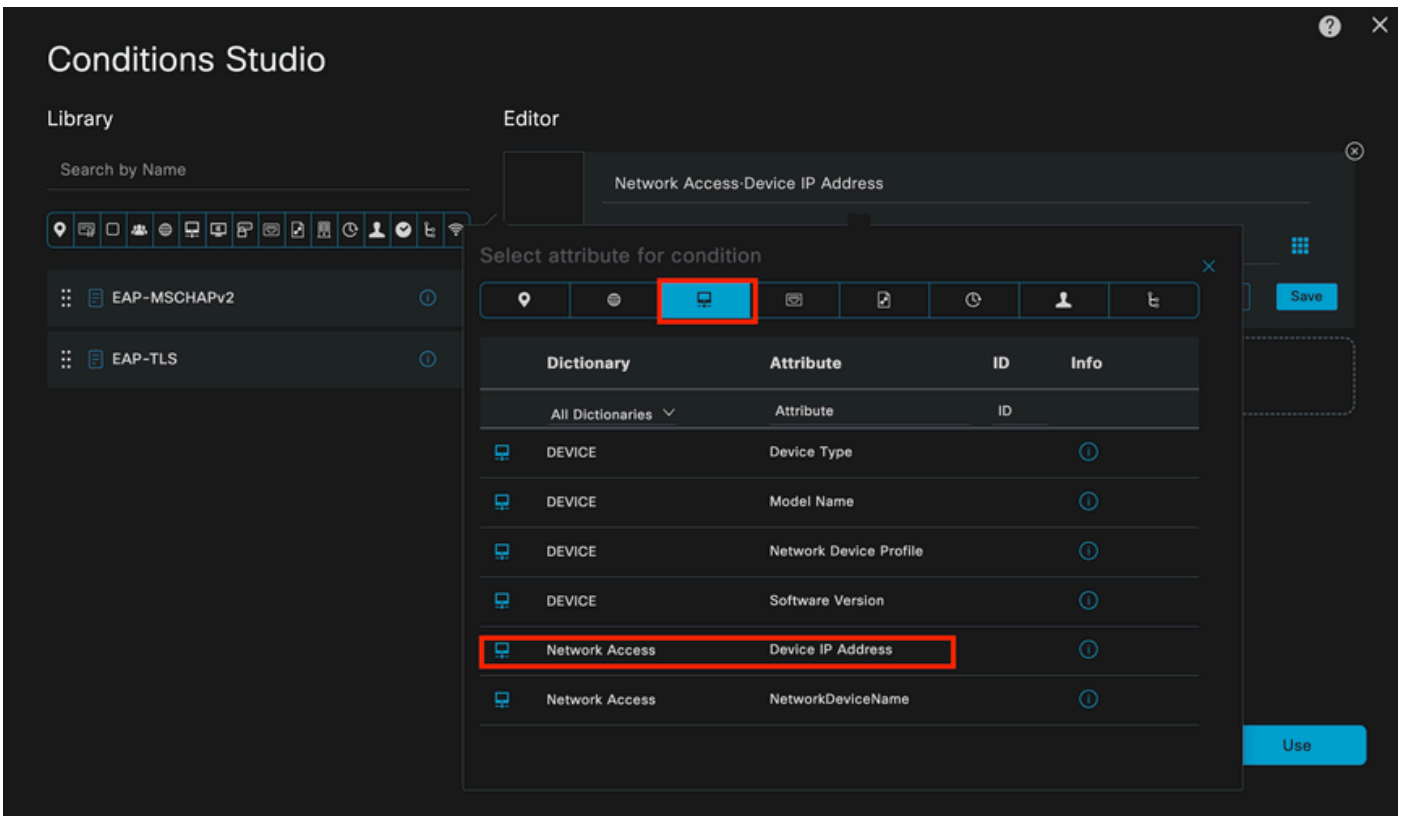 Conditions Studio
Library
Editor
Search by Name
Network Access·Device IP Address
Select attribute for condition
EAP-MSCHAPv2
Save
EAP-TLS
Dictionary Attribute ID Info
All Dictionaries Attribute ID
DEVICE Device Type
DEVICE Model Name
DEVICE Network Device Profile
DEVICE Software Version
Network Access Device IP Address
Network Access NetworkDeviceName
Use